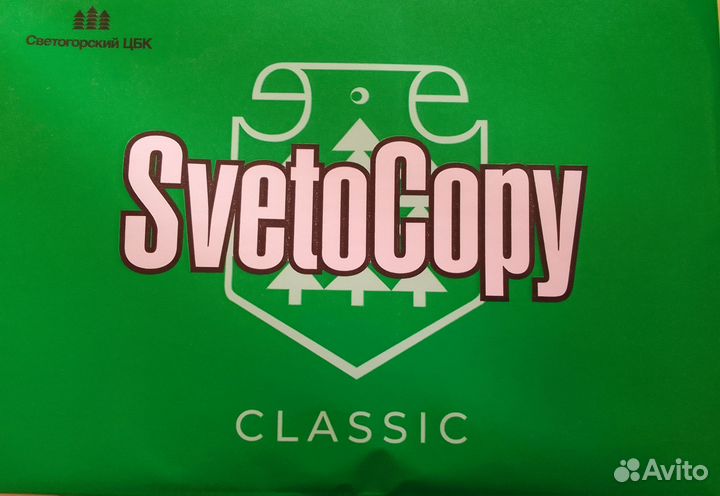 Светогорский ЦБК
SvetoCopy
CLASSIC
Avito